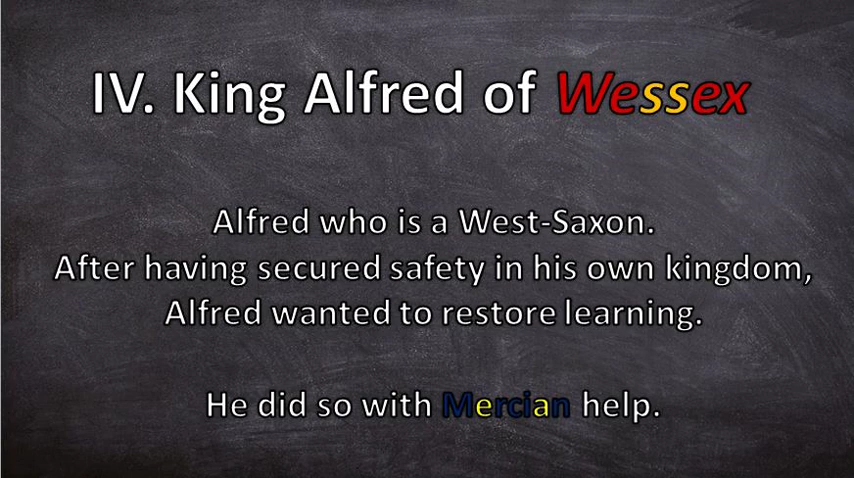 IV. King Alfred of Wessex
Alfred who is a West-Saxon.
After having secured safety in his own kingdom,
Alfred wanted to restore learning.
He did so with Mercian help.